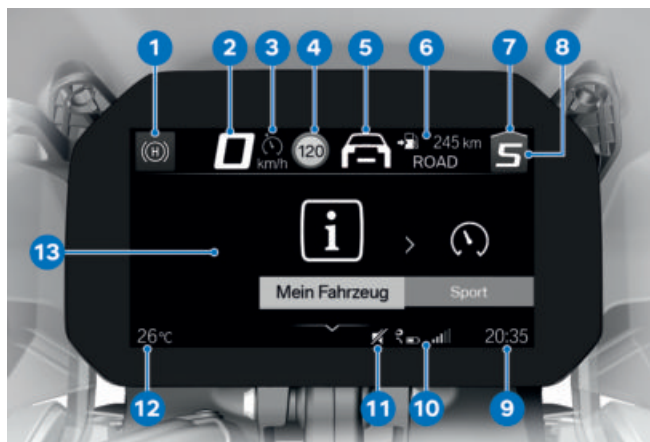 1 2 3 4 5 6 7 8
(H) 0 km/h 120 245 km S
ROAD
13
i >
Mein Fahrzeug Sport
26°C 20:35
12 11 10 9